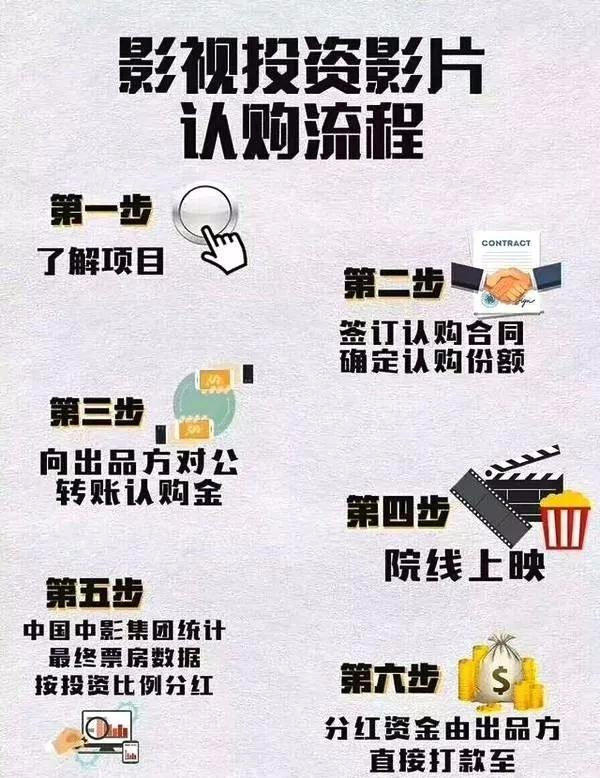 影视投资影片
认购流程
第一步
了解项目
CONTRACT
第二步
签订认购合同
确定认购份额
第三步
向出品方对公
转账认购金
第四步
院线上映
第五步
中国中影集团统计
最终票房数据
按投资比例分红
第六步
$
分红资金由出品方
直接打款至